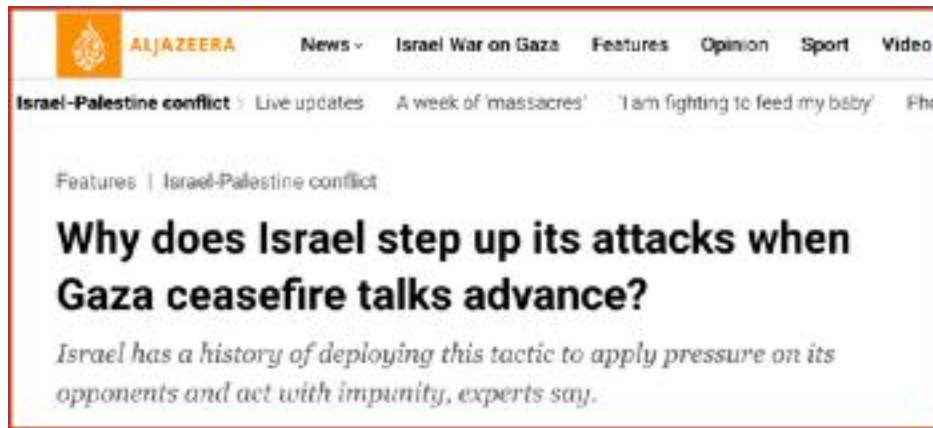 ALJAZEERA News Israel War on Gaza Features Opinion Sport Video
Israel-Palestine conflict Live updates A week of 'massacres' 'I am fighting to feed my baby'
Features | Israel-Palestine conflict
Why does Israel step up its attacks when
Gaza ceasefire talks advance?
Israel has a history of deploying this tactic to apply pressure on its
opponents and act with impunity, experts say.